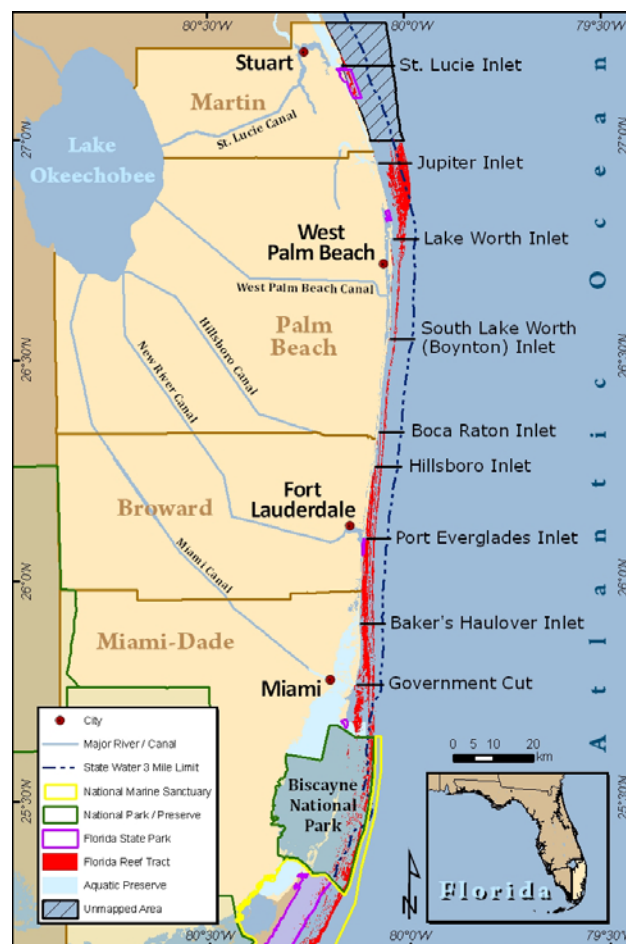 80°30'W
80°00'W
79°30'W
Stuart
St. Lucie Inlet
Martin
St. Lucie Canal
27°0'N
27°0'N
Lake
Okeechobee
Jupiter Inlet
West
Palm Beach
Lake Worth Inlet
West Palm Beach Canal
Palm
Beach
South Lake Worth
(Boynton) Inlet
Hillsboro Canal
New River Canal
26°30'N
26°30'N
Boca Raton Inlet
Hillsboro Inlet
Fort
Lauderdale
Broward
Port Everglades Inlet
Miami Canal
26°0'N
26°0'N
Baker's Haulover Inlet
Miami-Dade
Miami
Government Cut
Atlantic Ocean
City
Major River / Canal
State Water 3 Mile Limit
National Marine Sanctuary
National Park / Preserve
Florida State Park
Florida Reef Tract
Aquatic Preserve
Unmapped Area
Biscayne
National
Park
0 5 10 20
km
25°30'N
25°30'N
N
Florida
80°30'W
80°00'W
79°30'W